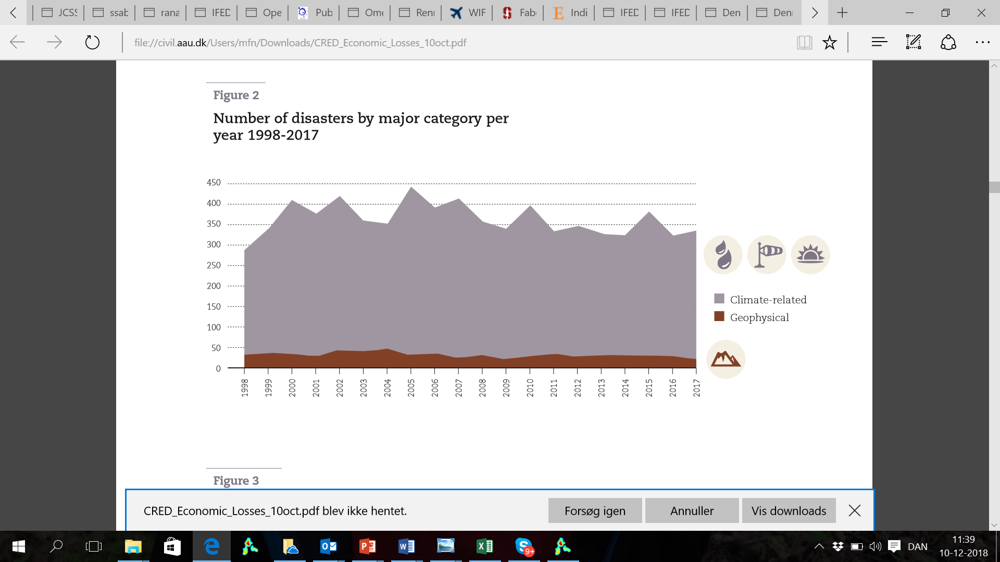 JCSS ssab rana IFED Ope Pub Ome Ren WIF Fab Indi IFED IFED Den Den
file://civil.aau.dk/Users/mfn/Downloads/CRED_Economic_Losses_10oct.pdf
Figure 2
Number of disasters by major category per
year 1998-2017
450
400
350
300
250
200
150
100
50
0
1998 1999 2000 2001 2002 2003 2004 2005 2006 2007 2008 2009 2010 2011 2012 2013 2014 2015 2016 2017
Climate-related
Geophysical
Figure 3
CRED_Economic_Losses_10oct.pdf blev ikke hentet.
Forsøg igen
Annuller
Vis downloads
9+
DAN
11:39
10-12-2018